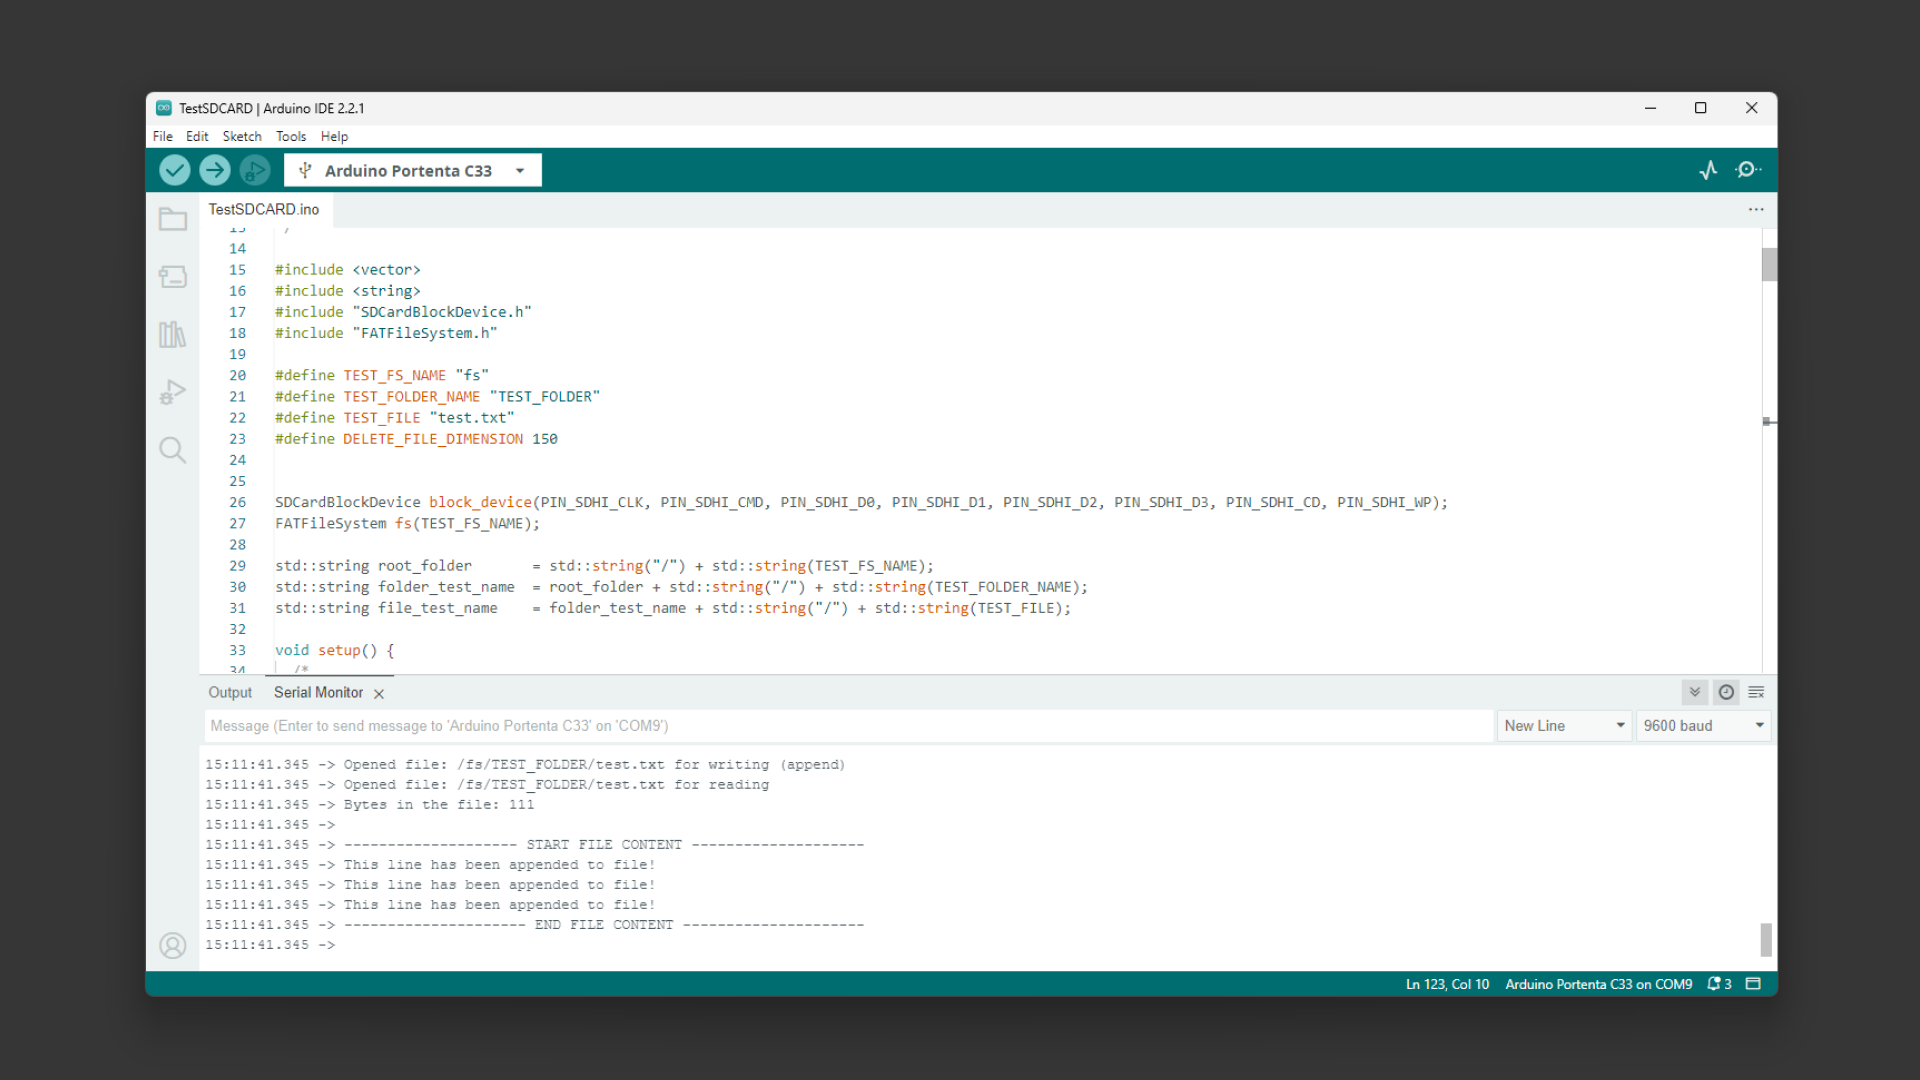 TestSDCARD | Arduino IDE 2.2.1
File Edit Sketch Tools Help
Arduino Portenta C33
TestSDCARD.ino
14
15 #include <vector>
16 #include <string>
17 #include "SDCardBlockDevice.h"
18 #include "FATFileSystem.h"
19
20 #define TEST_FS_NAME "fs"
21 #define TEST_FOLDER_NAME "TEST_FOLDER"
22 #define TEST_FILE "test.txt"
23 #define DELETE_FILE_DIMENSION 150
24
25
26 SDCardBlockDevice block_device(PIN_SDHI_CLK, PIN_SDHI_CMD, PIN_SDHI_D0, PIN_SDHI_D1, PIN_SDHI_D2, PIN_SDHI_D3, PIN_SDHI_CD, PIN_SDHI_WP);
27 FATFileSystem fs(TEST_FS_NAME);
28
29 std::string root_folder       = std::string("/") + std::string(TEST_FS_NAME);
30 std::string folder_test_name  = root_folder + std::string("/") + std::string(TEST_FOLDER_NAME);
31 std::string file_test_name    = folder_test_name + std::string("/") + std::string(TEST_FILE);
32
33 void setup() {
34 /*
Output Serial Monitor
Message (Enter to send message to 'Arduino Portenta C33' on 'COM9')
New Line
9600 baud
15:11:41.345 -> Opened file: /fs/TEST_FOLDER/test.txt for writing (append)
15:11:41.345 -> Opened file: /fs/TEST_FOLDER/test.txt for reading
15:11:41.345 -> Bytes in the file: 111
15:11:41.345 ->
15:11:41.345 -> -------------------- START FILE CONTENT --------------------
15:11:41.345 -> This line has been appended to file!
15:11:41.345 -> This line has been appended to file!
15:11:41.345 -> This line has been appended to file!
15:11:41.345 -> --------------------- END FILE CONTENT ---------------------
15:11:41.345 ->
Ln 123, Col 10 Arduino Portenta C33 on COM9 3